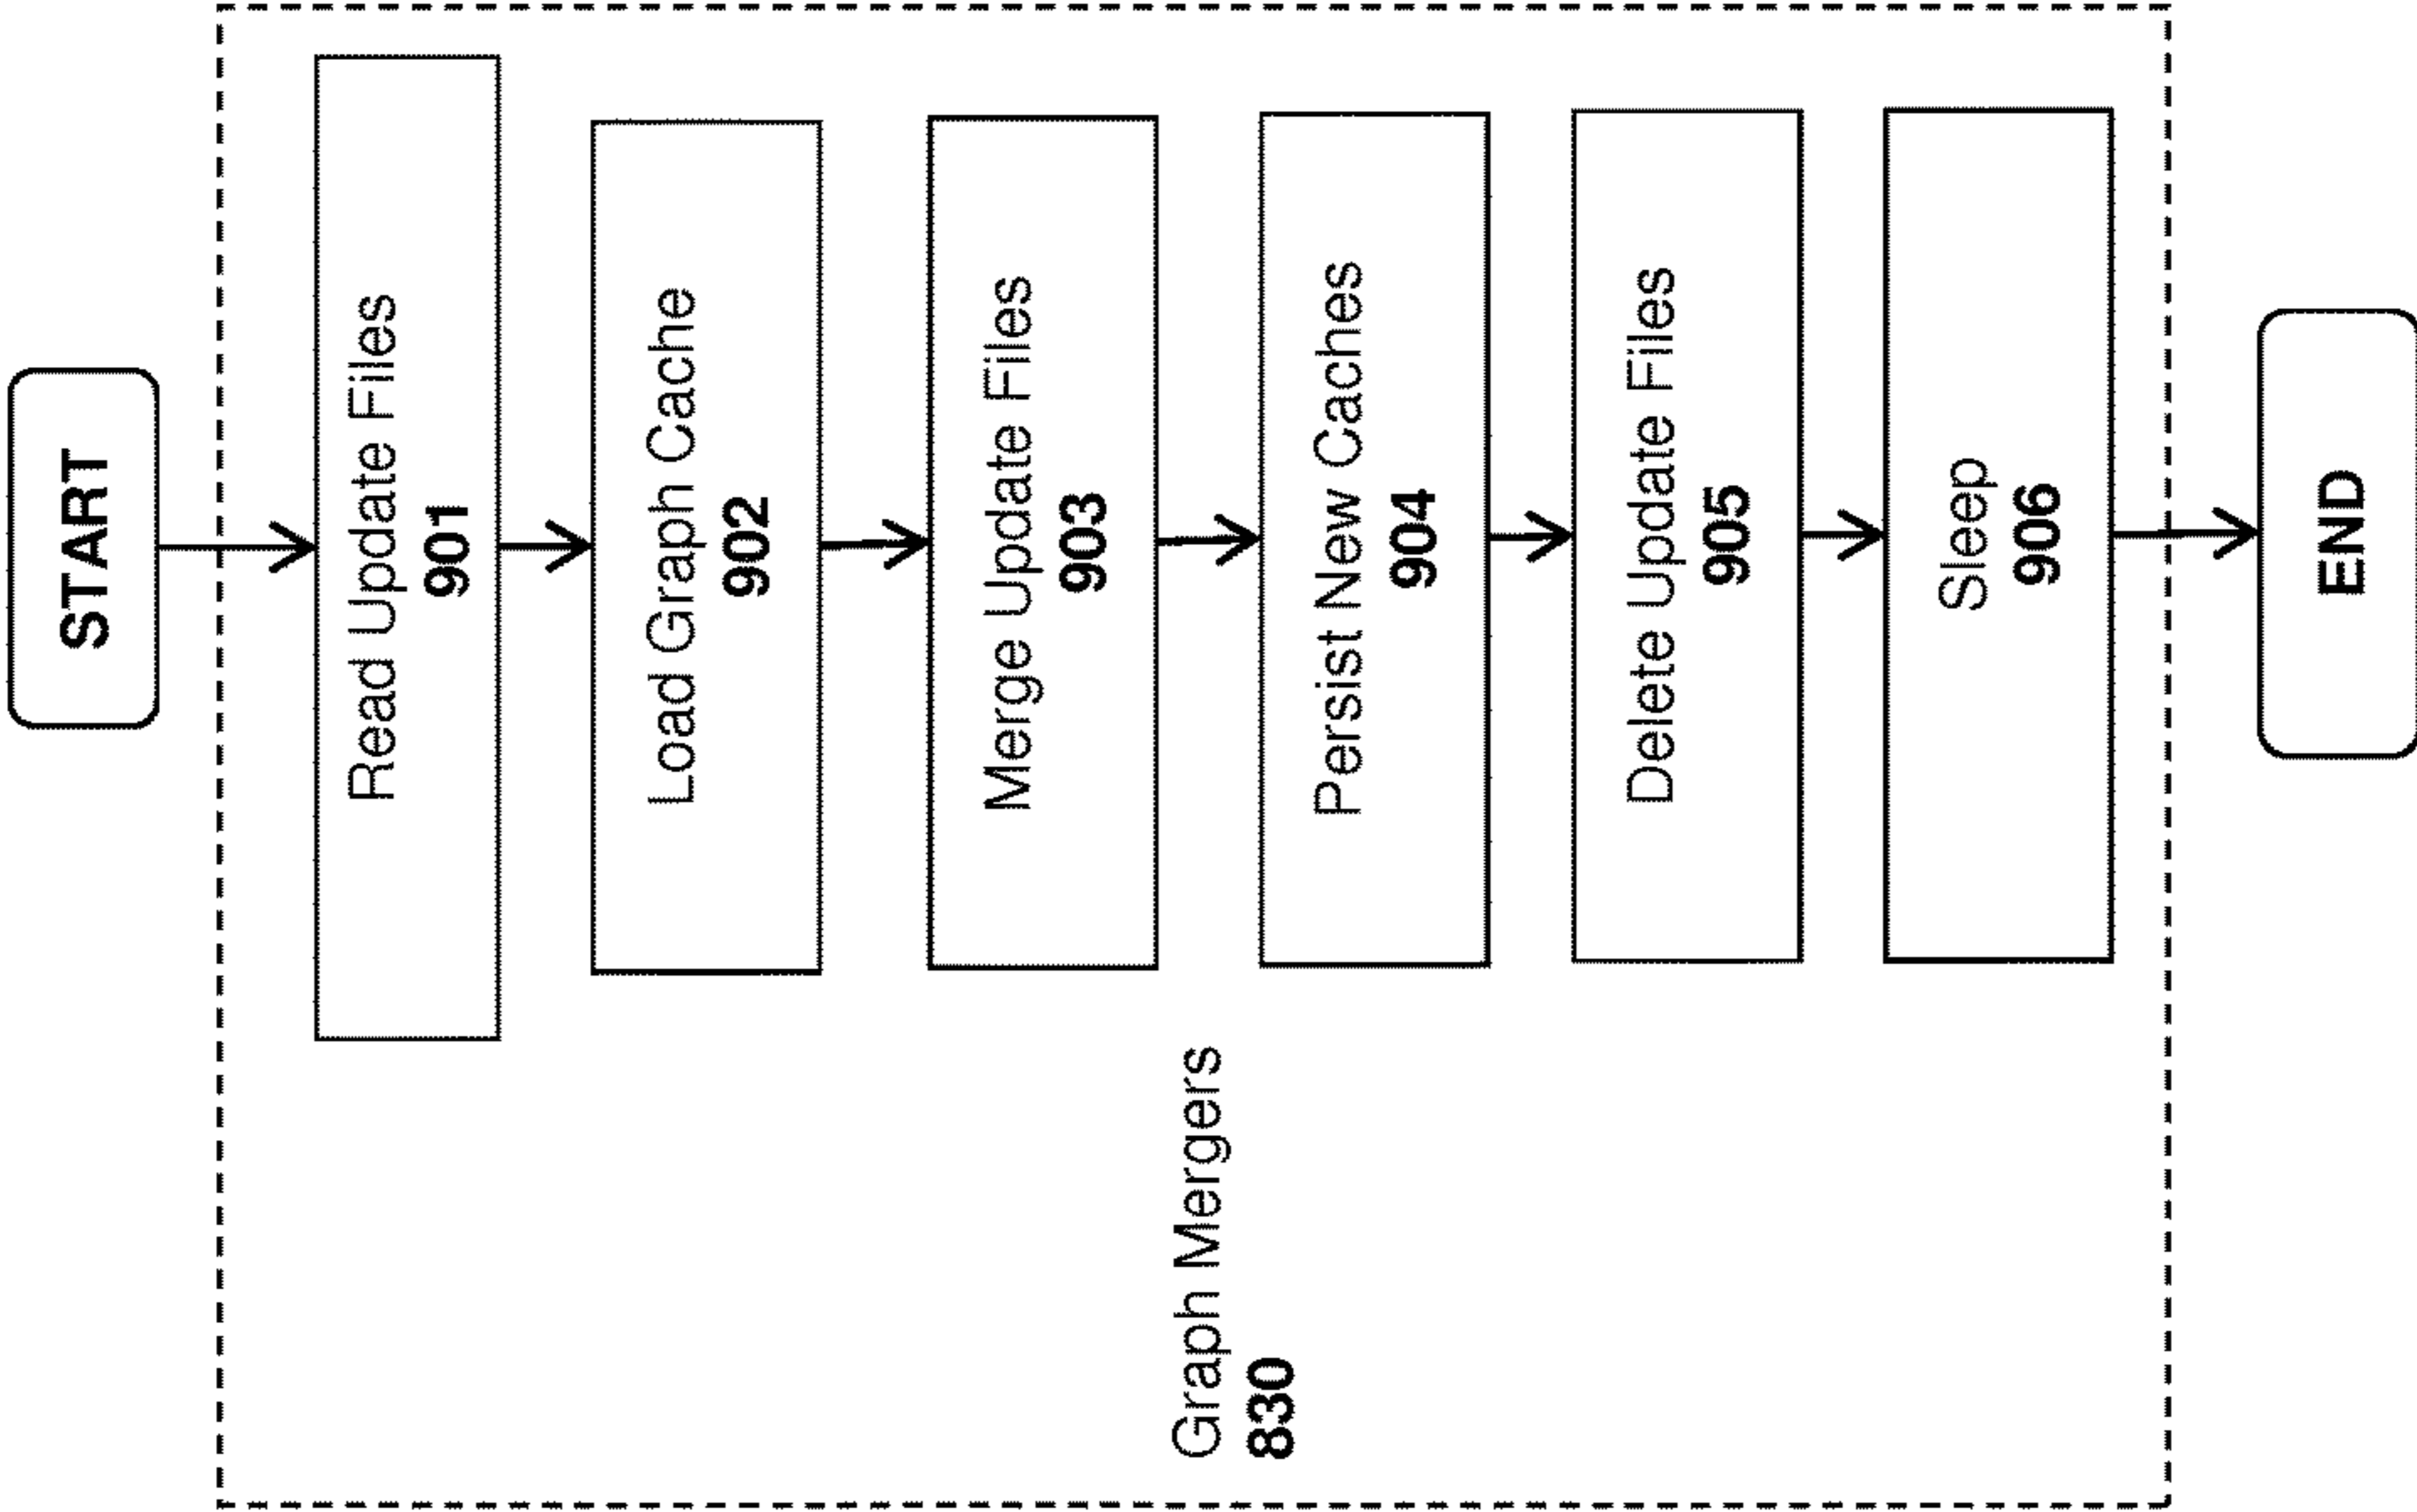 START
Read Update Files
901
Load Graph Cache
902
Merge Update Files
903
Graph Mergers
830
Persist New Caches
904
Delete Update Files
905
Sleep
906
END